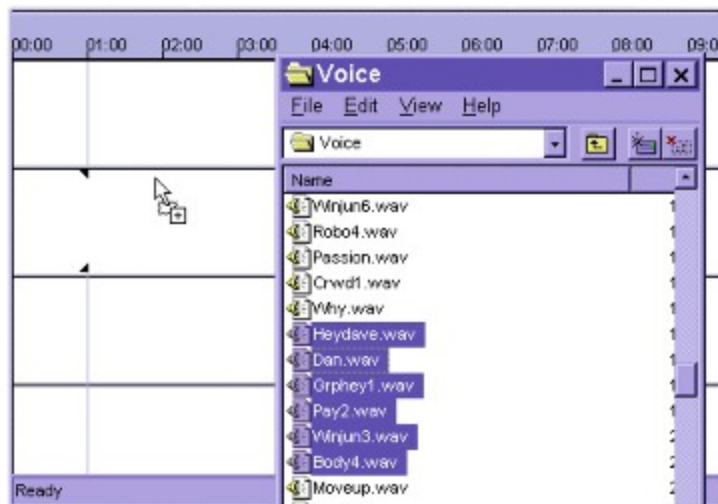 00:00 01:00 02:00 03:00 04:00 05:00 06:00 07:00 08:00 09:0
Voice
File Edit View Help
Voice
Name
Winjun6.wav
Robo4.wav
Passion.wav
Crwd1.wav
Why.wav
Heydave.wav
Dan.wav
Grphey1.wav
Pay2.wav
Winjun3.wav
Body4.wav
Moveup.wav
Ready